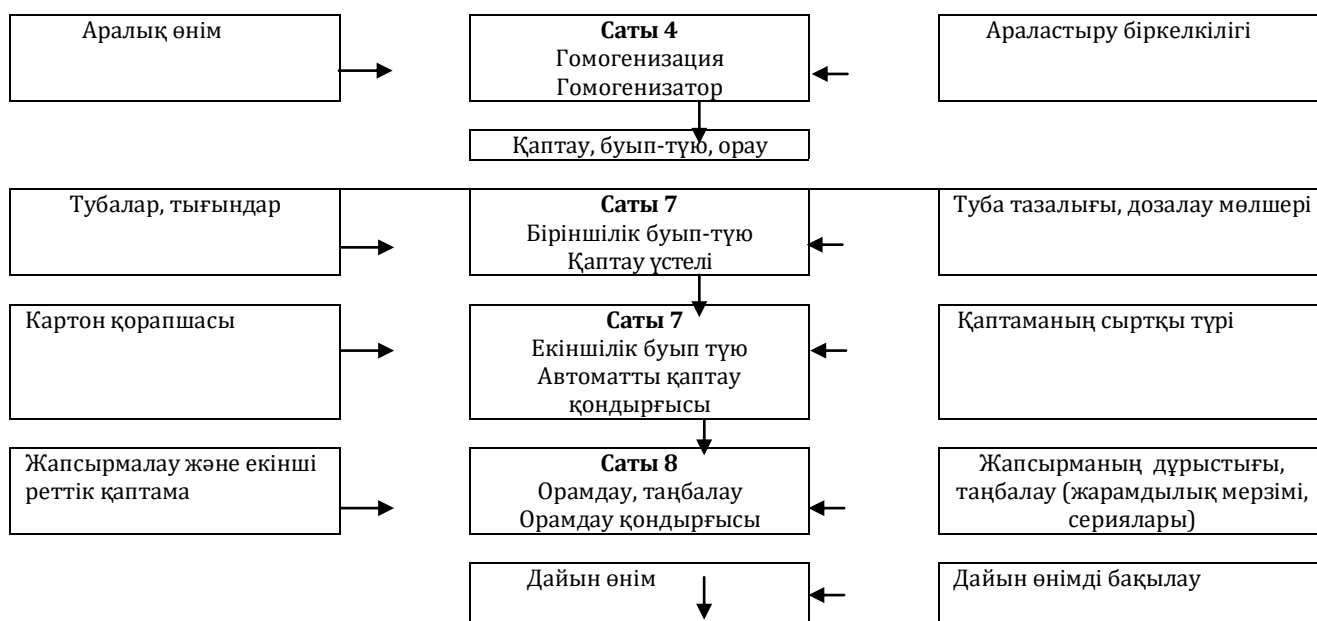 Аралық өнім
Саты 4
Гомогенизация
Гомогенизатор
Араластыру біркелкілігі
Қаптау, буып-түю, орау
Тубалар, тығындар
Саты 7
Біріншілік буып-түю
Қаптау үстелі
Туба тазалығы, дозалау мөлшері
Картон қорапшасы
Саты 7
Екіншілік буып түю
Автоматты қаптау
қондырғысы
Қаптаманың сыртқы түрі
Жапсырмалау және екінші
реттік қаптама
Саты 8
Орамдау, таңбалау
Орамдау қондырғысы
Жапсырманың дұрыстығы,
таңбалау (жарамдылық мерзімі,
сериялары)
Дайын өнім
Дайын өнімді бақылау